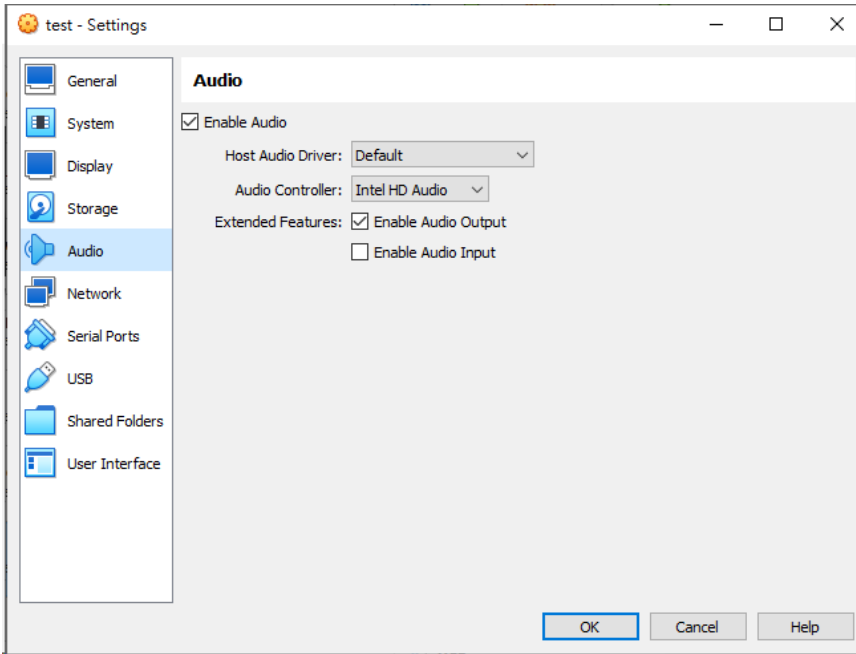 test - Settings
General
System
Display
Storage
Audio
Network
Serial Ports
USB
Shared Folders
User Interface
Audio
Enable Audio
Host Audio Driver: Default
Audio Controller: Intel HD Audio
Extended Features: Enable Audio Output
Enable Audio Input
OK Cancel Help